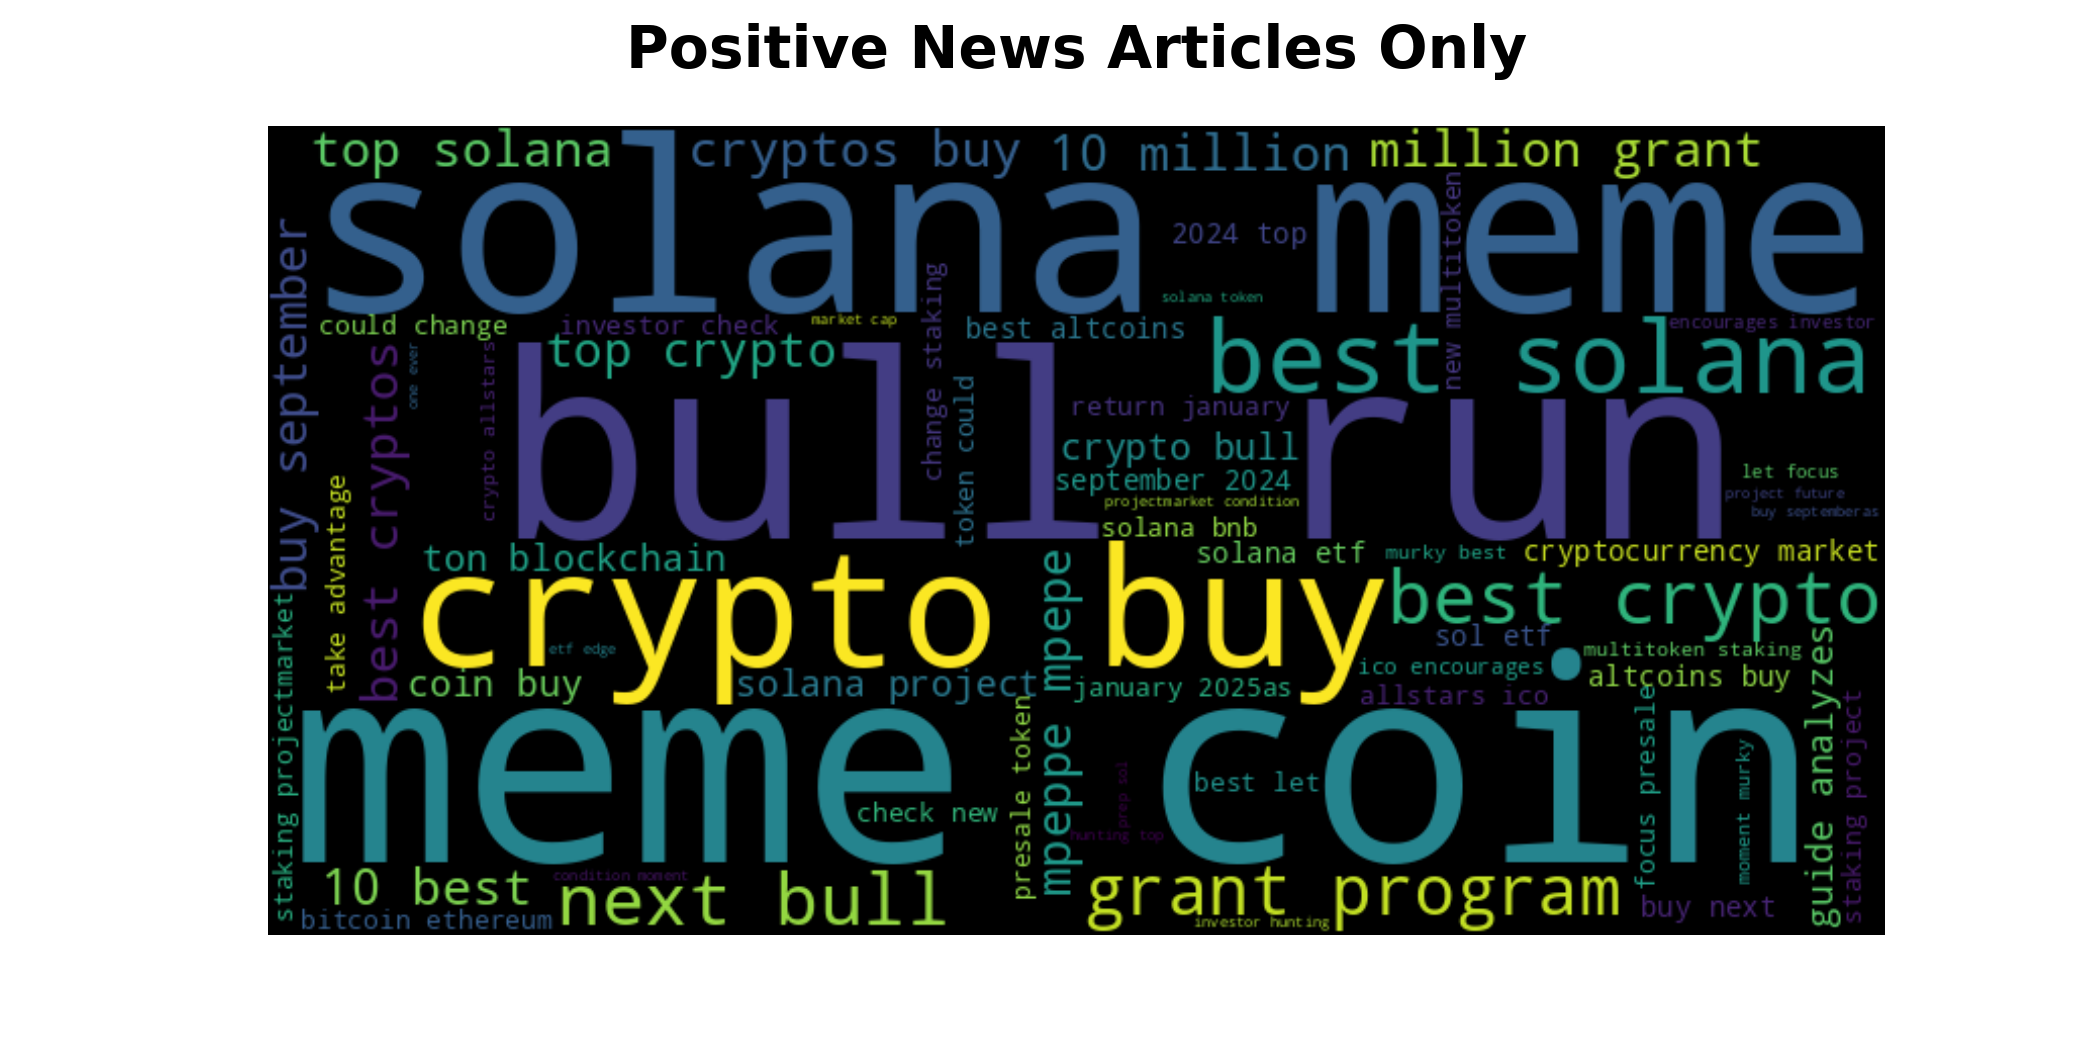 Positive News Articles Only
top solana
cryptos buy
10 million
million grant
solana meme
2024 top
new multitoken
buy september
solana token
could change
investor check
market cap
change staking
best altcoins
encourages investor
top crypto
best solana
best cryptos
one ever
crypto allstars
bull run
token could
return january
crypto bull
september 2024
projectmarket condition
solana bnb
let focus
project future
buy septemberas
take advantage
ton blockchain
solana etf
murky best
cryptocurrency market
crypto buy
mpeppe mpepe
best crypto
etf edge
sol etf
multitoken staking
ico encourages
altcoins buy
coin buy
solana project
january 2025as
allstars ico
staking projectmarket
meme coin
presale token
prep sol
best let
check new
hunting top
focus presale
moment murky
guide analyzes
staking project
10 best
condition moment
next bull
grant program
buy next
bitcoin ethereum
investor hunting